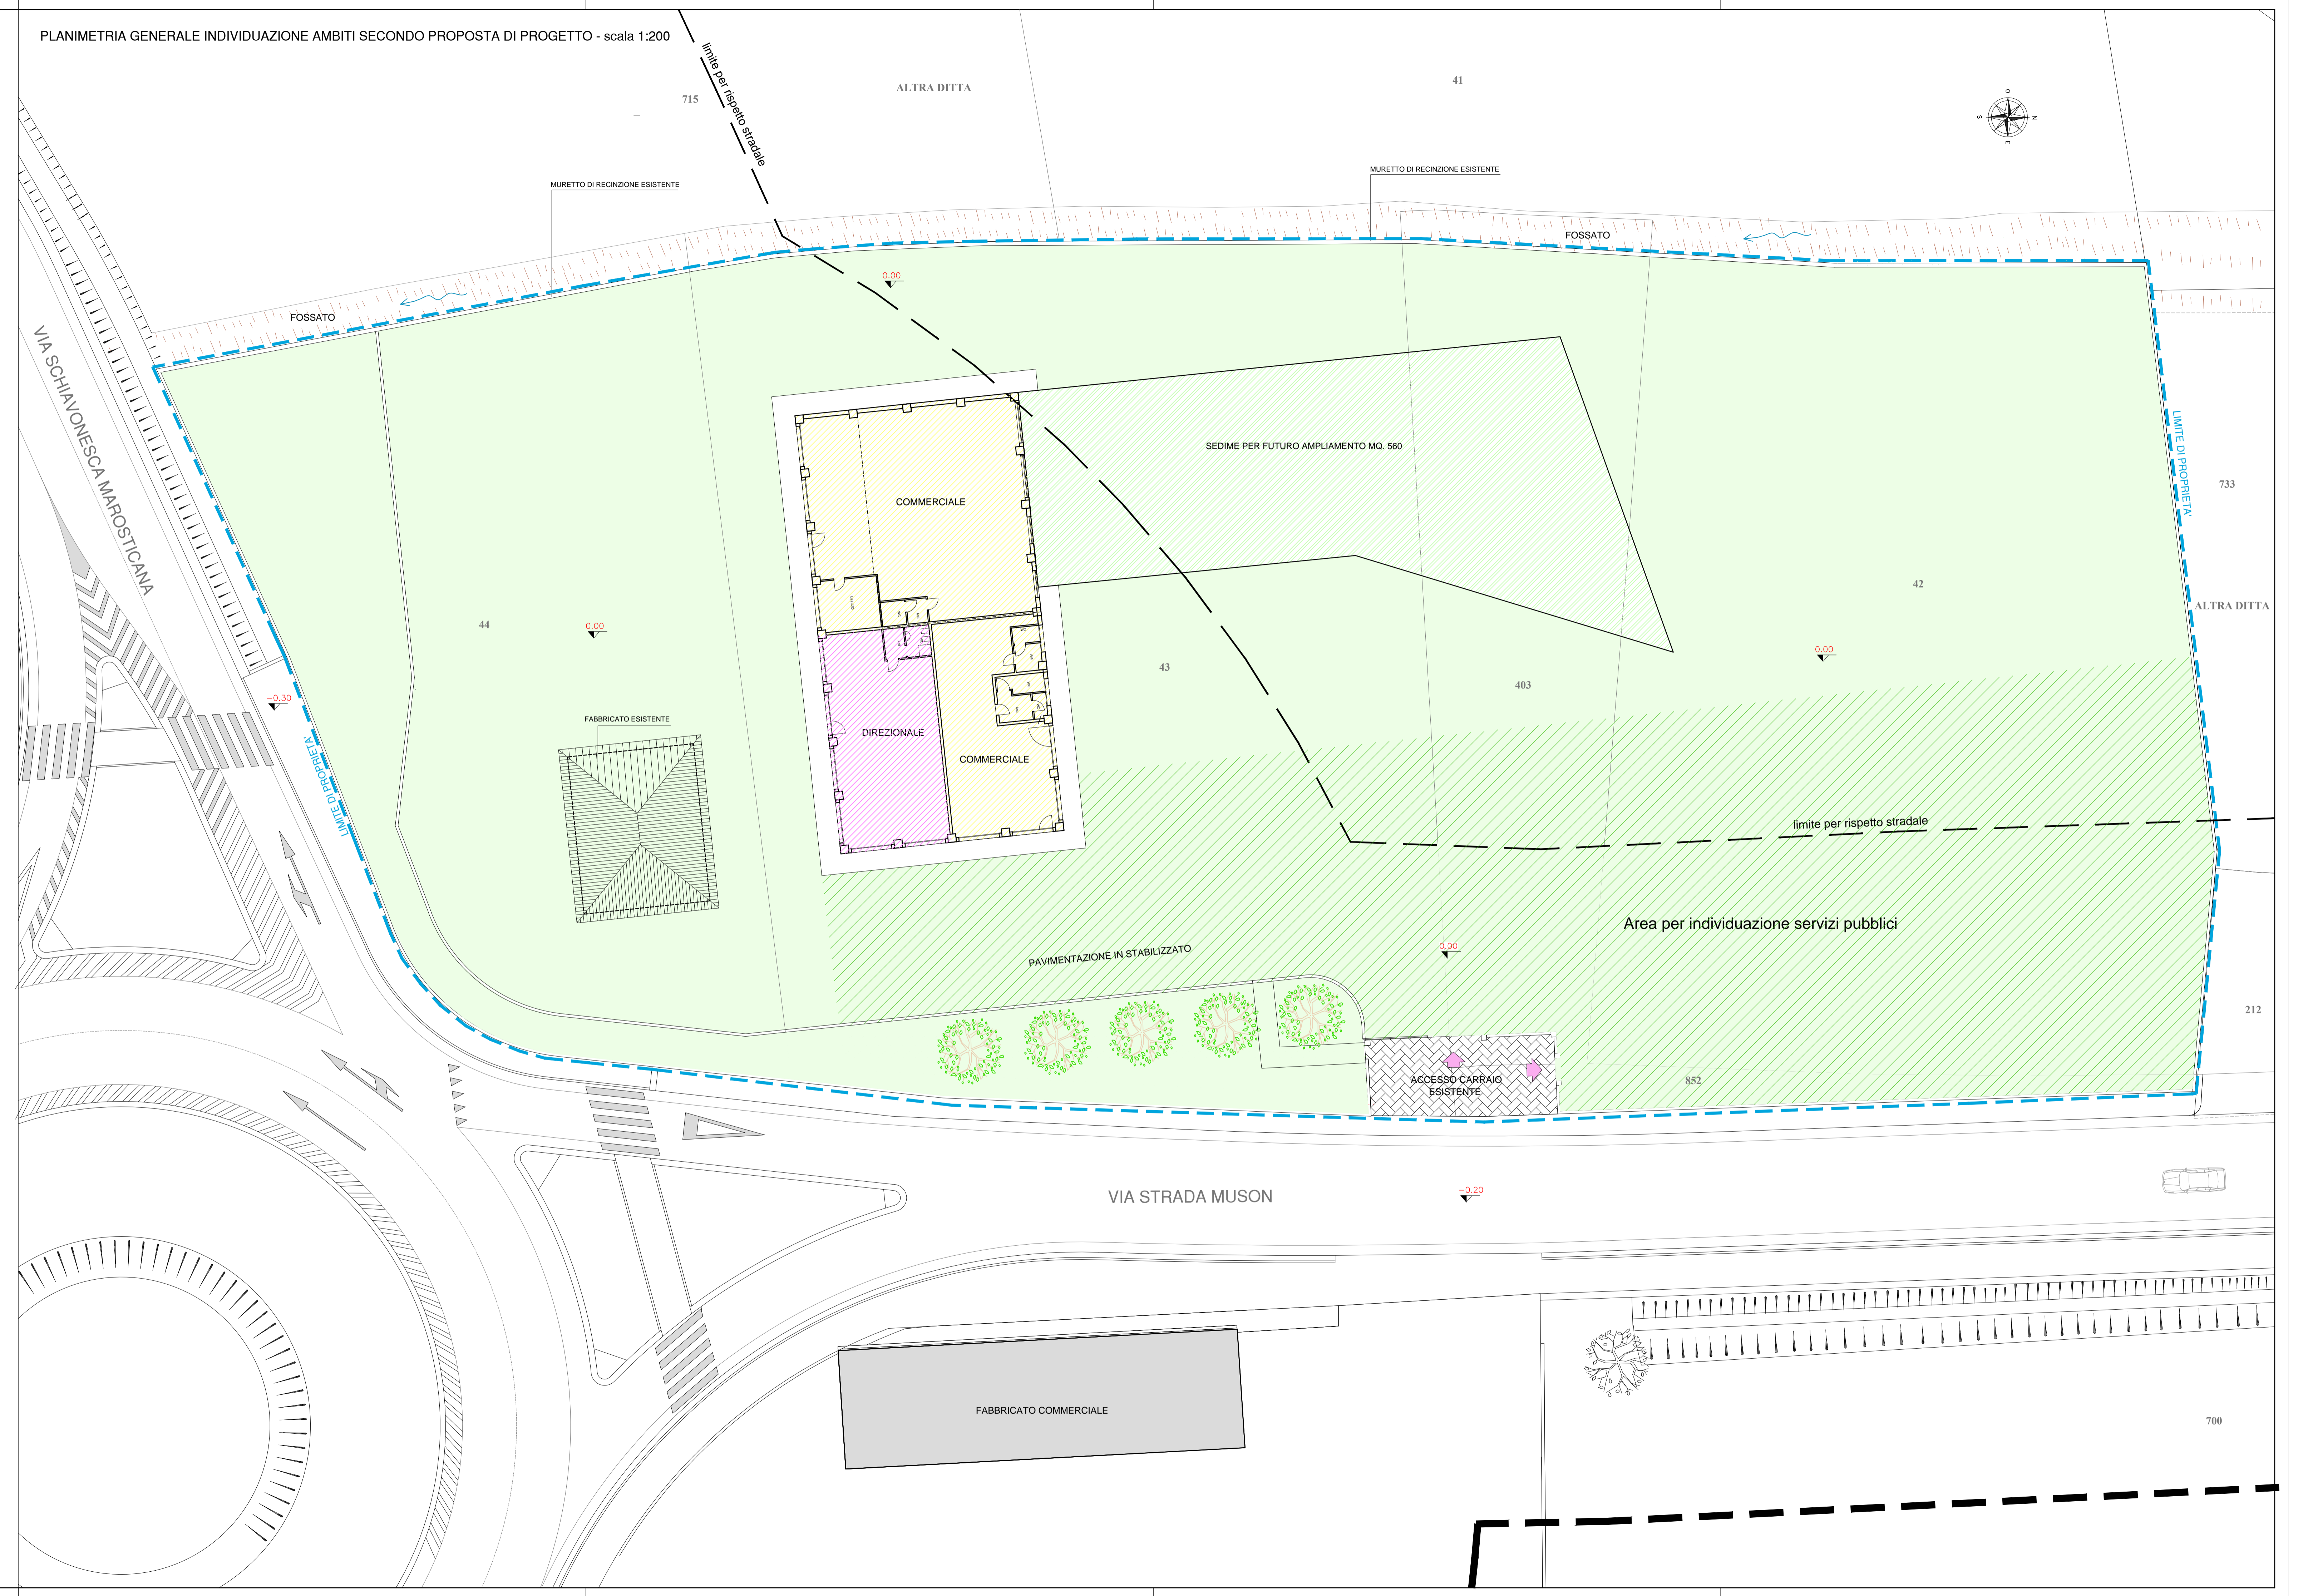 PLANIMETRIA GENERALE INDIVIDUAZIONE AMBITI SECONDO PROPOSTA DI PROGETTO - scala 1:200
limite per rispetto stradale
715
ALTRA DITTA
41
O
S
N
E
MURETTO DI RECINZIONE ESISTENTE
MURETTO DI RECINZIONE ESISTENTE
FOSSATO
FOSSATO
0.00
VIA SCHIAVONESCA MAROSTICANA
SEDIME PER FUTURO AMPLIAMENTO MQ. 560
LIMITE DI PROPRIETA'
733
COMMERCIALE
42
ALTRA DITTA
44
0.00
0.00
43
403
-0.30
FABBRICATO ESISTENTE
DIREZIONALE
COMMERCIALE
LIMITE DI PROPRIETA'
limite per rispetto stradale
Area per individuazione servizi pubblici
0.00
PAVIMENTAZIONE IN STABILIZZATO
212
ACCESSO CARRAIO
ESISTENTE
852
VIA STRADA MUSON
-0.20
FABBRICATO COMMERCIALE
700